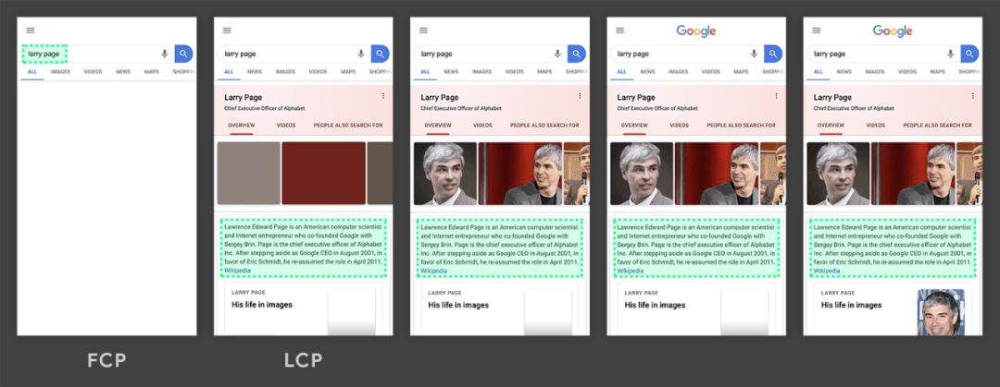 larry page
ALL IMAGES VIDEOS NEWS MAPS SHOPPIN
FCP
larry page
ALL NEWS IMAGES VIDEOS MAPS SHOPPIN
Larry Page
Chief Executive Officer of Alphabet
OVERVIEW VIDEOS PEOPLE ALSO SEARCH FOR
Lawrence Edward Page is an American computer scientist
and Internet entrepreneur who co-founded Google with
Sergey Brin. Page is the chief executive officer of Alphabet
Inc. After stepping aside as Google CEO in August 2001, in
favor of Eric Schmidt, he re-assumed the role in April 2011.
Wikipedia
LARRY PAGE
His life in images
LCP
larry page
ALL NEWS IMAGES VIDEOS MAPS SHOPPIN
Larry Page
Chief Executive Officer of Alphabet
OVERVIEW VIDEOS PEOPLE ALSO SEARCH FOR
Lawrence Edward Page is an American computer scientist
and Internet entrepreneur who co-founded Google with
Sergey Brin. Page is the chief executive officer of Alphabet
Inc. After stepping aside as Google CEO in August 2001, in
favor of Eric Schmidt, he re-assumed the role in April 2011.
Wikipedia
LARRY PAGE
His life in images
Google
larry page
ALL NEWS IMAGES VIDEOS MAPS SHOPPIN
Larry Page
Chief Executive Officer of Alphabet
OVERVIEW VIDEOS PEOPLE ALSO SEARCH FOR
Lawrence Edward Page is an American computer scientist
and Internet entrepreneur who co-founded Google with
Sergey Brin. Page is the chief executive officer of Alphabet
Inc. After stepping aside as Google CEO in August 2001, in
favor of Eric Schmidt, he re-assumed the role in April 2011.
Wikipedia
LARRY PAGE
His life in images
Google
larry page
ALL NEWS IMAGES VIDEOS MAPS SHOPPIN
Larry Page
Chief Executive Officer of Alphabet
OVERVIEW VIDEOS PEOPLE ALSO SEARCH FOR
Lawrence Edward Page is an American computer scientist
and Internet entrepreneur who co-founded Google with
Sergey Brin. Page is the chief executive officer of Alphabet
Inc. After stepping aside as Google CEO in August 2001, in
favor of Eric Schmidt, he re-assumed the role in April 2011.
Wikipedia
LARRY PAGE
His life in images